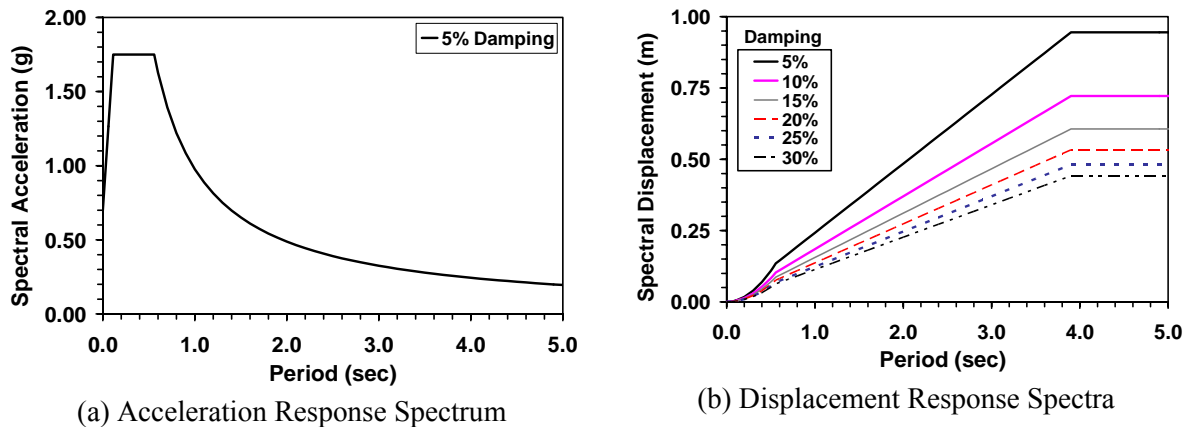 2.00
1.50
1.00
0.50
0.00
Spectral Acceleration (g)
5% Damping
0.0 1.0 2.0 3.0 4.0 5.0
Period (sec)
(a) Acceleration Response Spectrum
1.00
0.75
0.50
0.25
0.00
Spectral Displacement (m)
Damping
5%
10%
15%
20%
25%
30%
0.0 1.0 2.0 3.0 4.0 5.0
Period (sec)
(b) Displacement Response Spectra